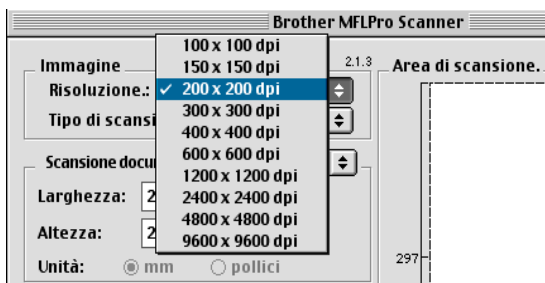 Brother MFLPro Scanner
Immagine
2.1.3
Area di scansione.
Risoluzione.:
100 x 100 dpi
150 x 150 dpi
✓ 200 x 200 dpi
300 x 300 dpi
400 x 400 dpi
600 x 600 dpi
1200 x 1200 dpi
2400 x 2400 dpi
4800 x 4800 dpi
9600 x 9600 dpi
Tipo di scansi
Scansione docu
Larghezza: 2
Altezza: 2
Unità: mm pollici
297